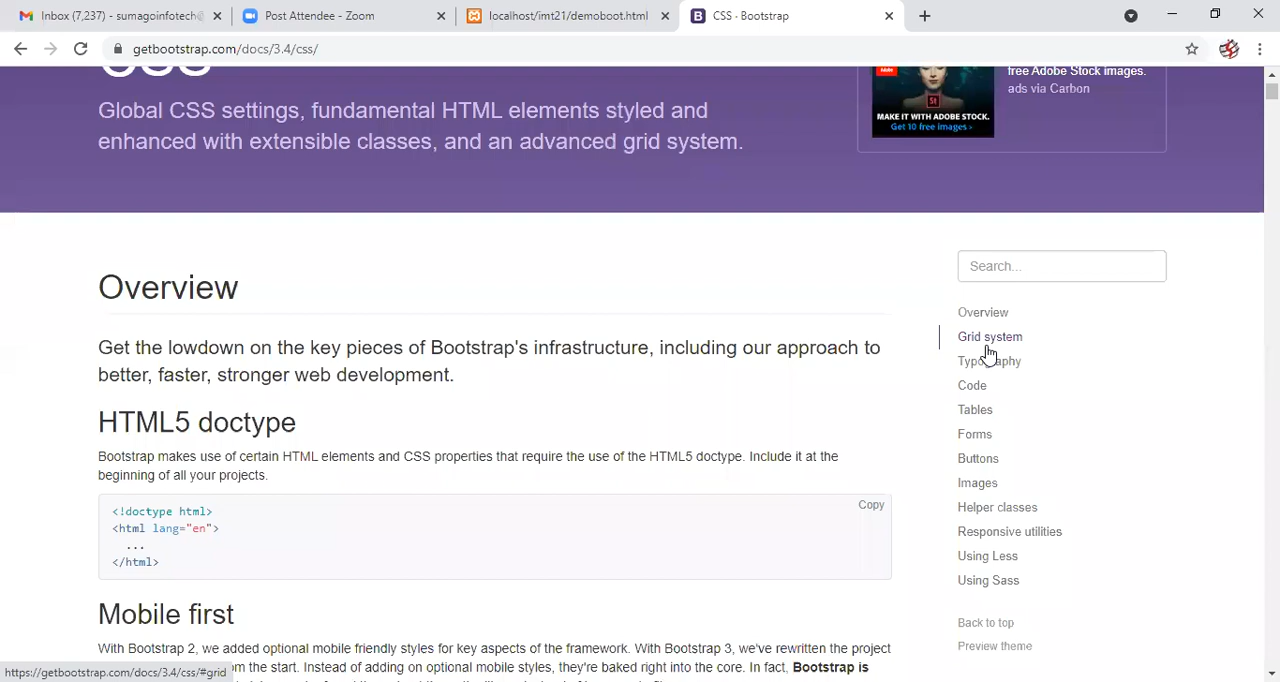 Inbox (7,237) - sumagoinfotech@
Post Attendee - Zoom
localhost/imt21/demoboot.html
CSS · Bootstrap
getbootstrap.com/docs/3.4/css/
CSS
Global CSS settings, fundamental HTML elements styled and
enhanced with extensible classes, and an advanced grid system.
St
MAKE IT WITH ADOBE STOCK.
Get 10 free images ›
free Adobe Stock images.
ads via Carbon
Overview
Get the lowdown on the key pieces of Bootstrap's infrastructure, including our approach to
better, faster, stronger web development.
HTML5 doctype
Bootstrap makes use of certain HTML elements and CSS properties that require the use of the HTML5 doctype. Include it at the
beginning of all your projects.
Copy
<!doctype html>
<html lang="en">
...
</html>
Mobile first
With Bootstrap 2, we added optional mobile friendly styles for key aspects of the framework. With Bootstrap 3, we've rewritten the project
om the start. Instead of adding on optional mobile styles, they're baked right into the core. In fact, Bootstrap is
Search...
Overview
Grid system
Typography
Code
Tables
Forms
Buttons
Images
Helper classes
Responsive utilities
Using Less
Using Sass
Back to top
Preview theme
https://getbootstrap.com/docs/3.4/css/#grid